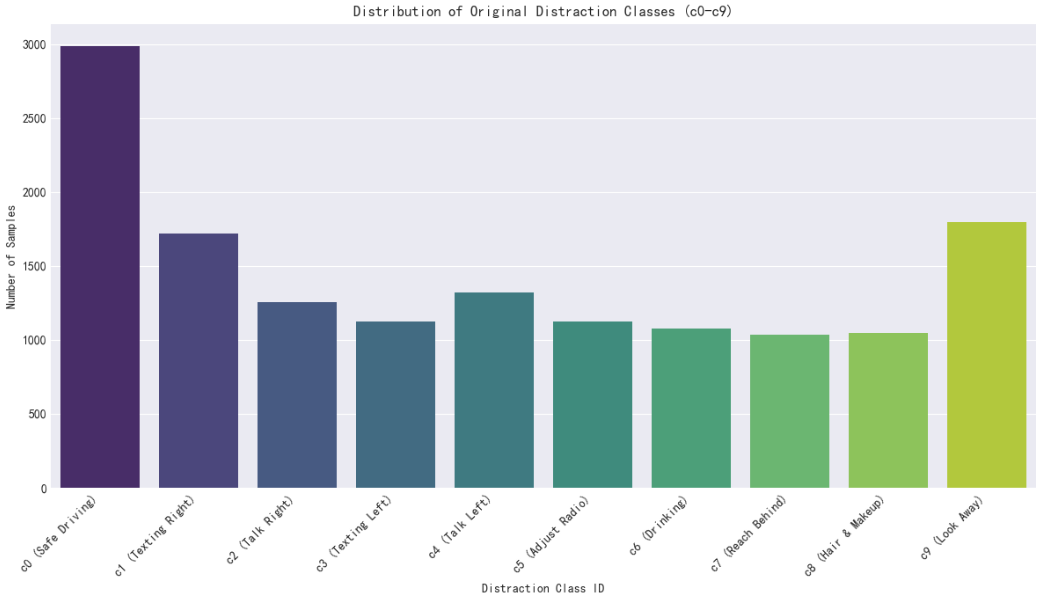 Distribution of Original Distraction Classes (c0-c9)
Number of Samples
3000
2500
2000
1500
1000
500
0
c0 (Safe Driving)
c1 (Texting Right)
c2 (Talk Right)
c3 (Texting Left)
c4 (Talk Left)
c5 (Adjust Radio)
c6 (Drinking)
c7 (Reach Behind)
c8 (Hair & Makeup)
c9 (Look Away)
Distraction Class ID